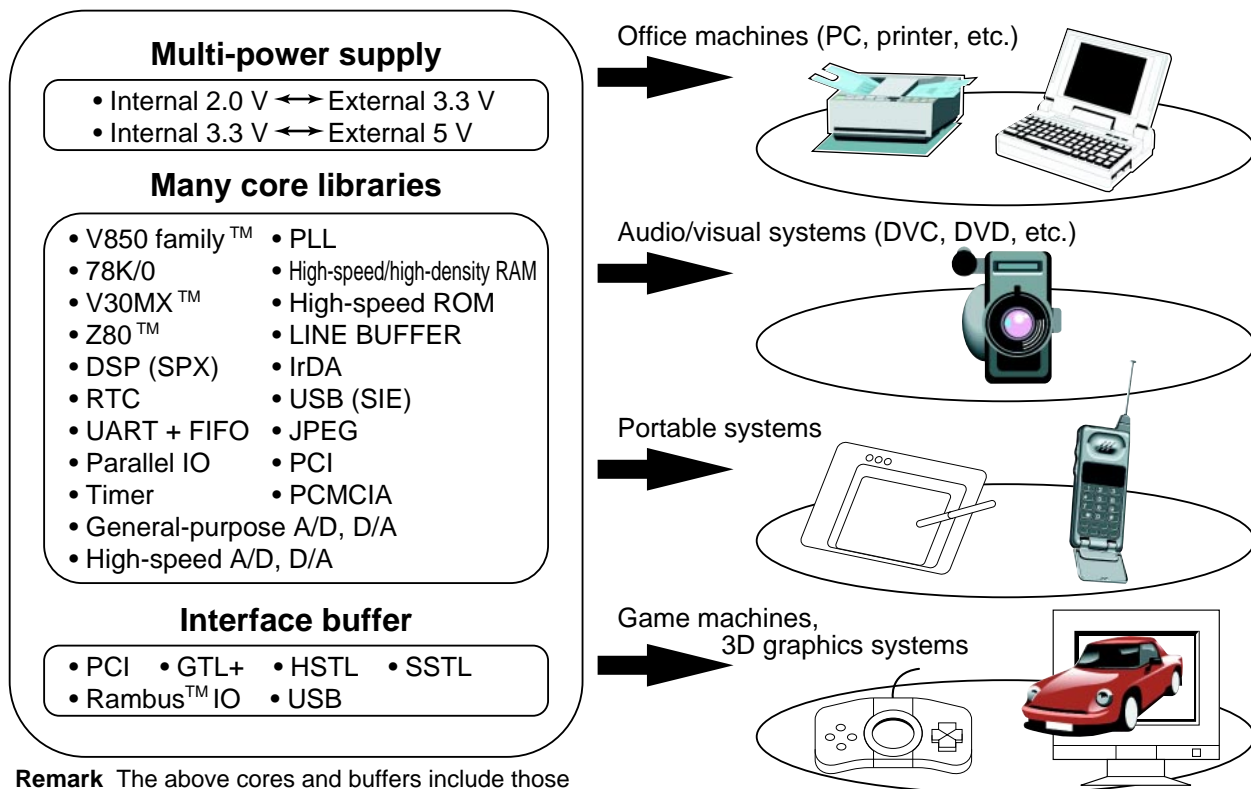 Multi-power supply
• Internal 2.0 V ↔ External 3.3 V
• Internal 3.3 V ↔ External 5 V
Many core libraries
• V850 family™ • PLL
• 78K/0 • High-speed/high-density RAM
• V30MX™ • High-speed ROM
• Z80™ • LINE BUFFER
• DSP (SPX) • IrDA
• RTC • USB (SIE)
• UART + FIFO • JPEG
• Parallel IO • PCI
• Timer • PCMCIA
• General-purpose A/D, D/A
• High-speed A/D, D/A
Interface buffer
• PCI • GTL+ • HSTL • SSTL
• Rambus™ IO • USB
Remark The above cores and buffers include those
Office machines (PC, printer, etc.)
Audio/visual systems (DVC, DVD, etc.)
Portable systems
Game machines,
3D graphics systems